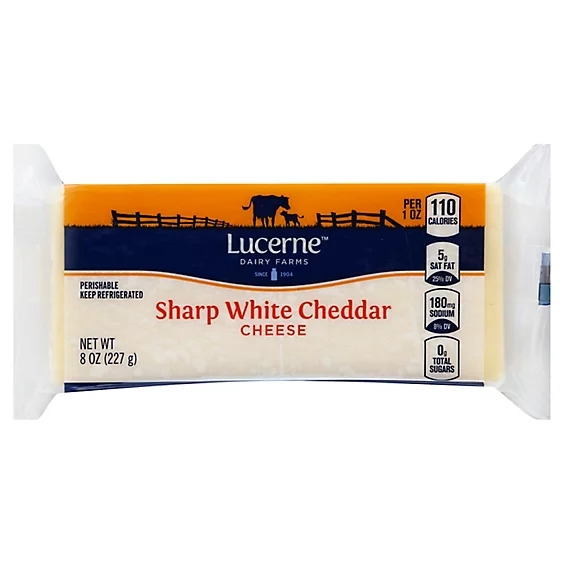 PER
1 OZ
110
CALORIES
Lucerne™
DAIRY FARMS
SINCE 1904
5g
SAT FAT
25% DV
PERISHABLE
KEEP REFRIGERATED
180mg
SODIUM
8% DV
Sharp White Cheddar
CHEESE
NET WT
8 OZ (227 g)
0g
TOTAL
SUGARS